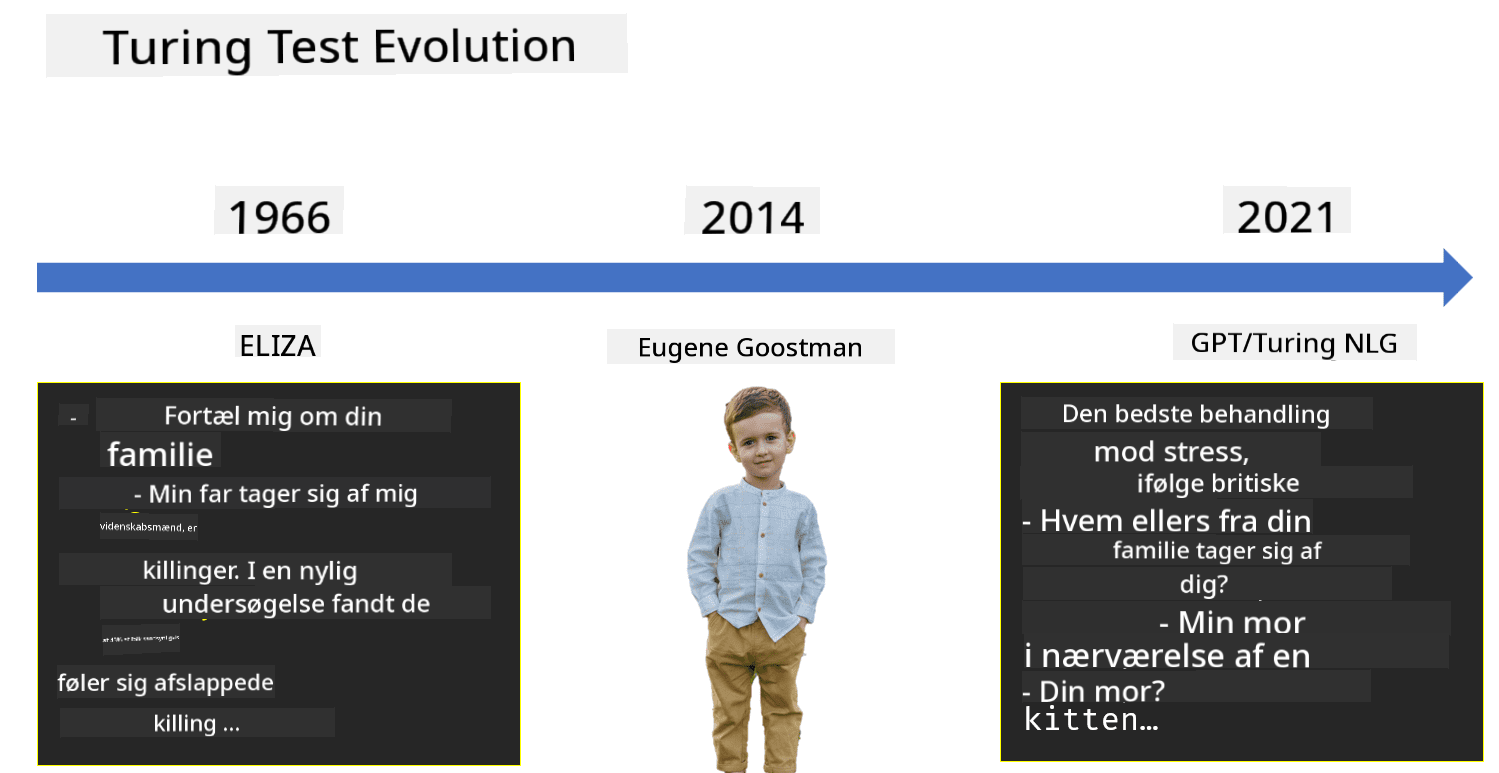 Turing Test Evolution
1966
2014
2021
ELIZA
Eugene Goostman
GPT/Turing NLG
- Fortæl mig om din
familie
- Min far tager sig af mig
videnskabsmænd, er
killinger. I en nylig
undersøgelse fandt de
føler sig afslappede
killing ...
Den bedste behandling
mod stress,
ifølge britiske
- Hvem ellers fra din
familie tager sig af
dig?
- Min mor
i nærværelse af en
- Din mor?
kitten…